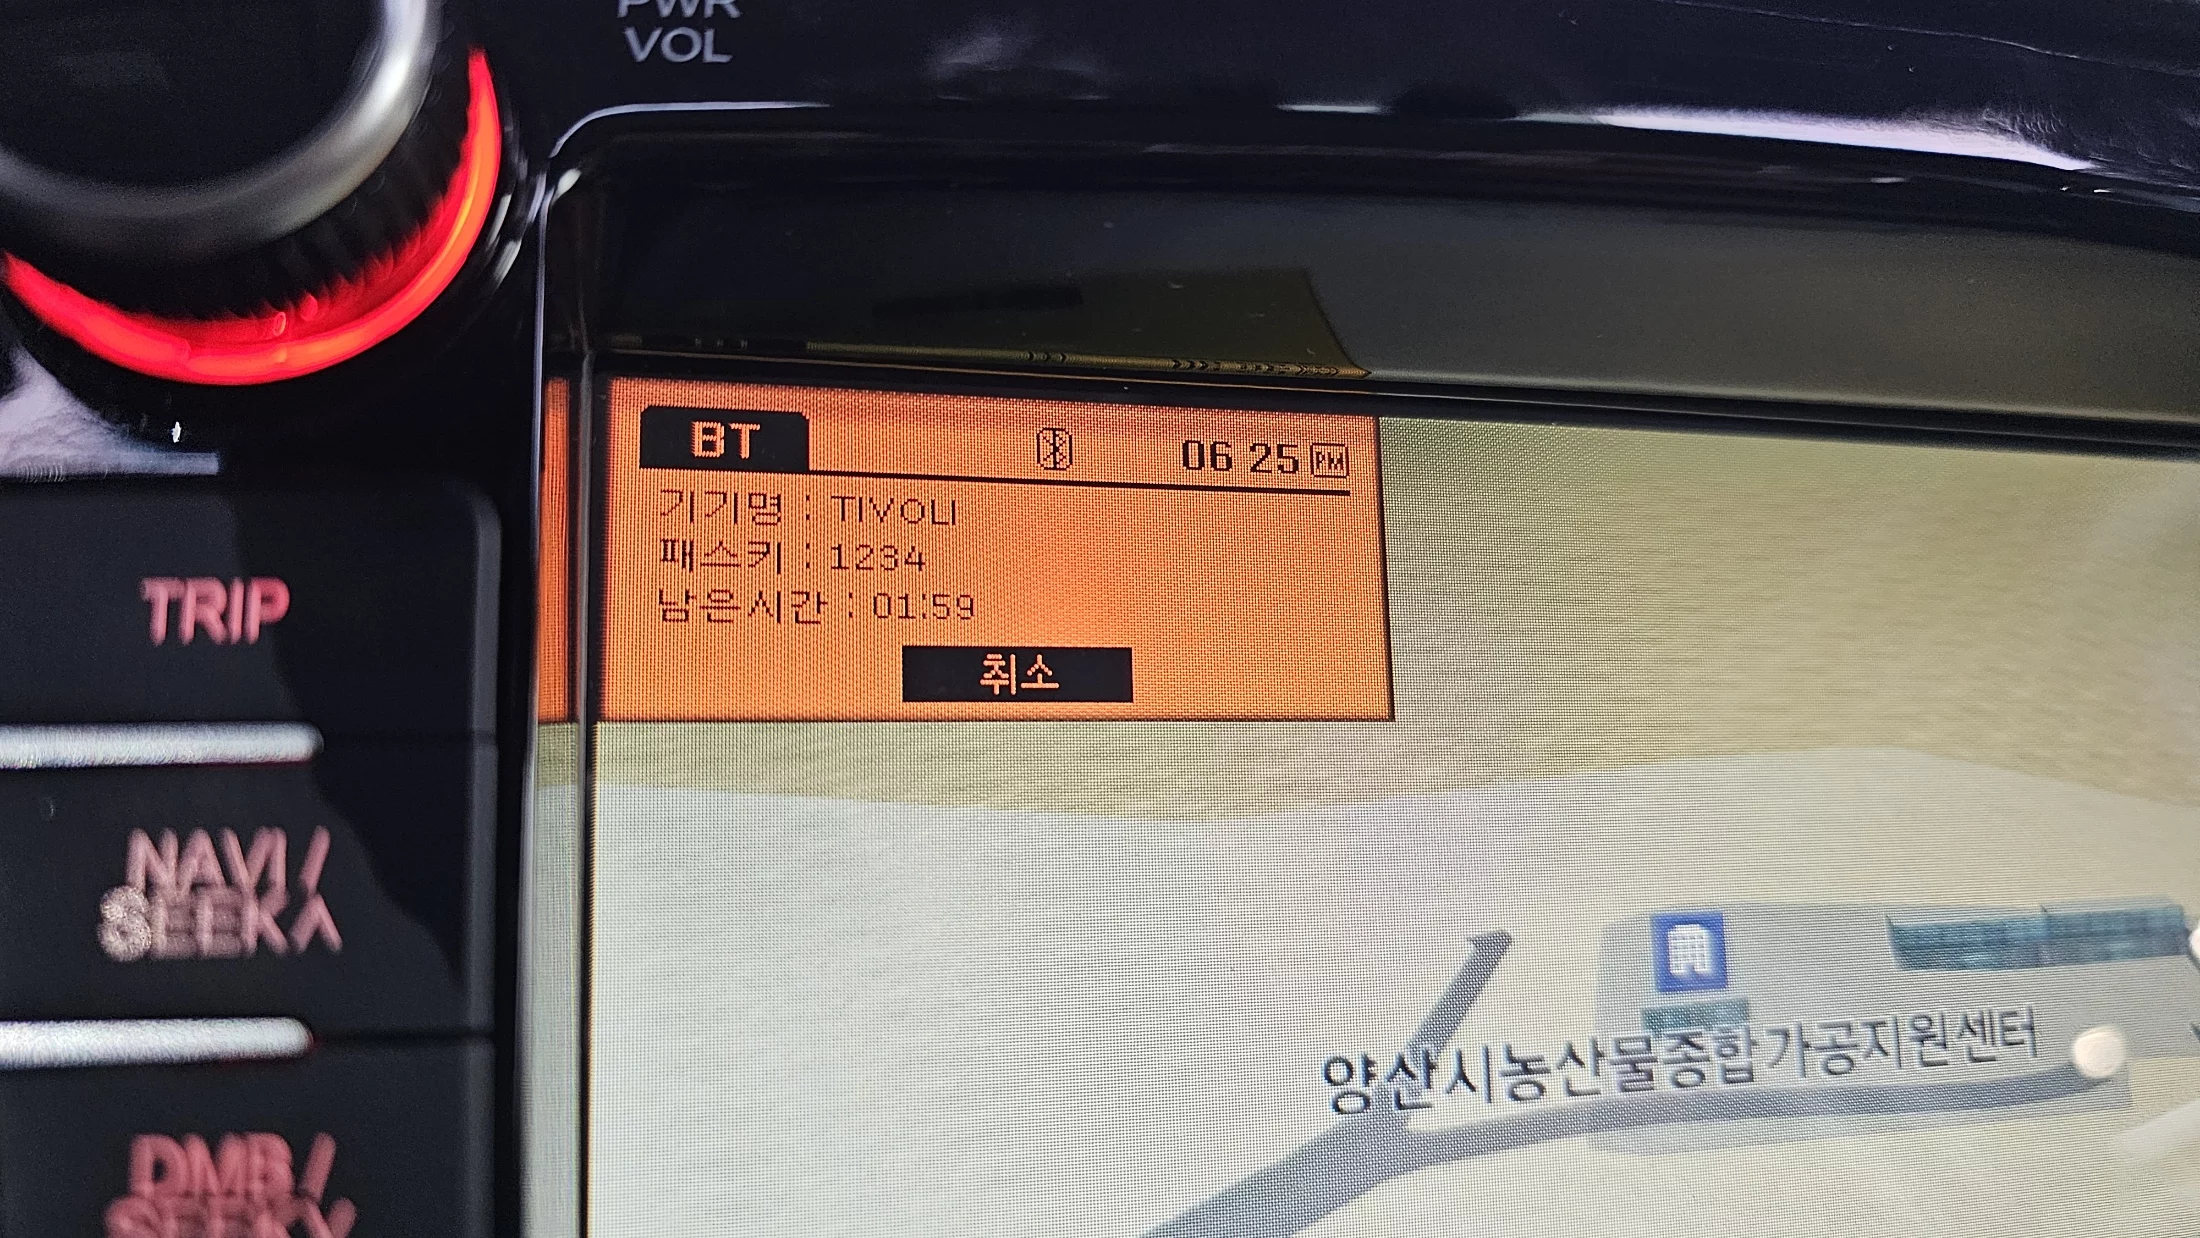 PWR
VOL
BT 06 25 PM
기기명 : TIVOLI
패스키 : 1234
남은시간 : 01:59
취소
TRIP
NAVI /
SEEK∧
양산시농산물종합가공지원센터
DMB /
SEEK∨